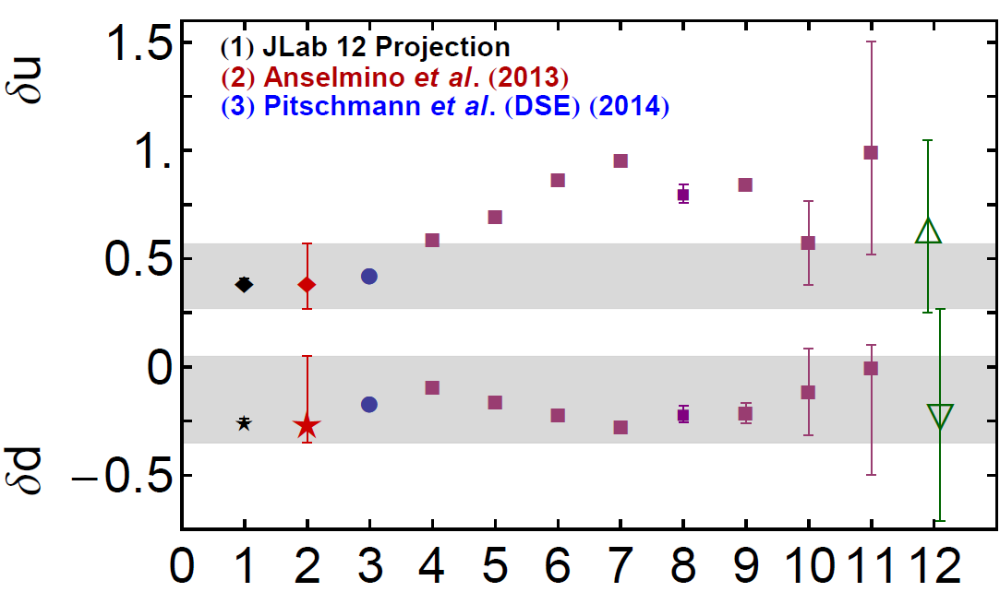 (1) JLab 12 Projection
(2) Anselmino et al. (2013)
(3) Pitschmann et al. (DSE) (2014)
δu
δd
1.5
1.
0.5
0
−0.5
0 1 2 3 4 5 6 7 8 9 10 11 12